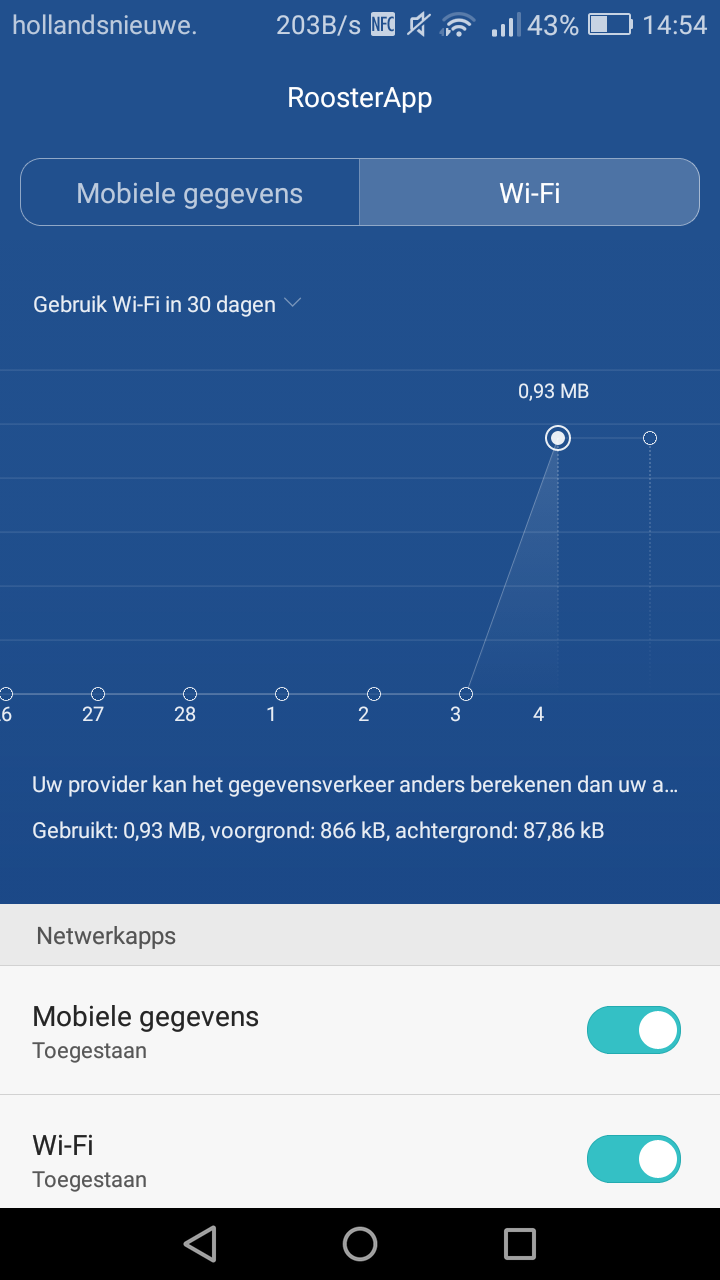 hollandsnieuwe. 203B/s NFC 43% 14:54
RoosterApp
Mobiele gegevens Wi-Fi
Gebruik Wi-Fi in 30 dagen
0,93 MB
6 27 28 1 2 3 4
Uw provider kan het gegevensverkeer anders berekenen dan uw a...
Gebruikt: 0,93 MB, voorgrond: 866 kB, achtergrond: 87,86 kB
Netwerkapps
Mobiele gegevens
Toegestaan
Wi-Fi
Toegestaan